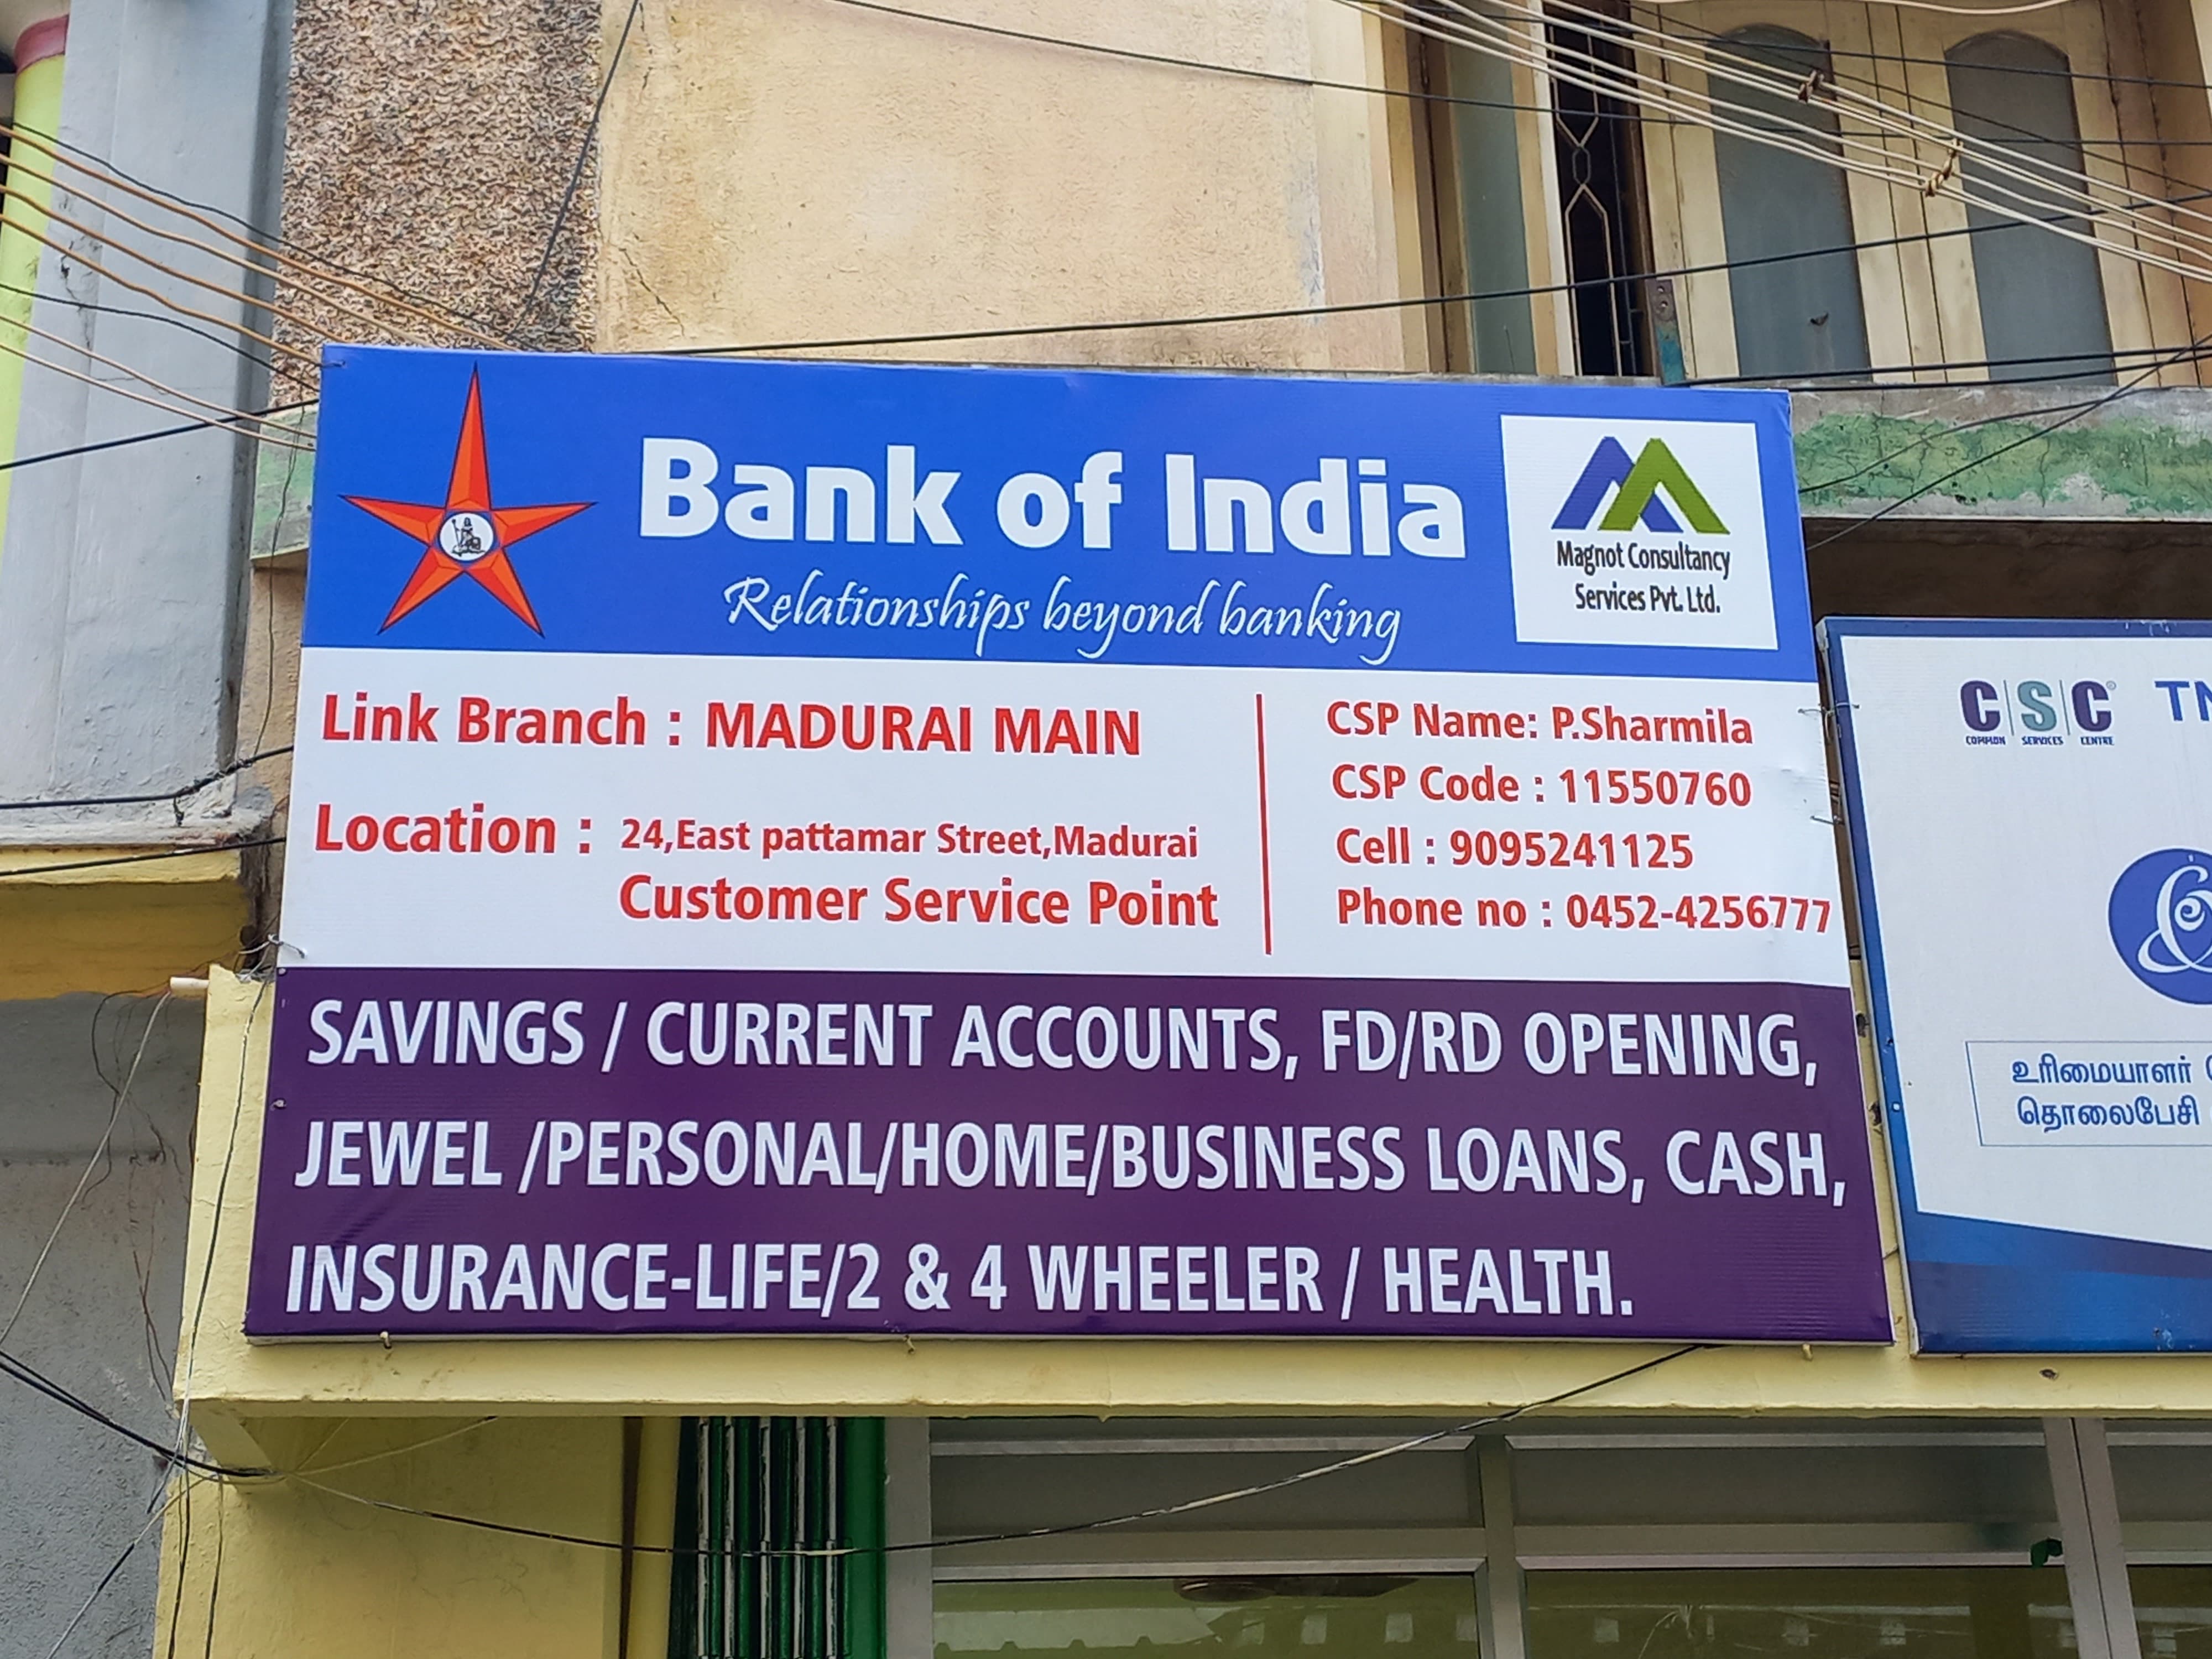 Bank of India
Relationships beyond banking
Magnot Consultancy
Services Pvt. Ltd.
Link Branch : MADURAI MAIN
Location : 24,East pattamar Street,Madurai
Customer Service Point
CSP Name: P.Sharmila
CSP Code : 11550760
Cell : 9095241125
Phone no : 0452-4256777
SAVINGS / CURRENT ACCOUNTS, FD/RD OPENING,
JEWEL /PERSONAL/HOME/BUSINESS LOANS, CASH,
INSURANCE-LIFE/2 & 4 WHEELER / HEALTH.
CSC
COMMON SERVICES CENTRE
உரிமையாளர்
தொலைபேசி